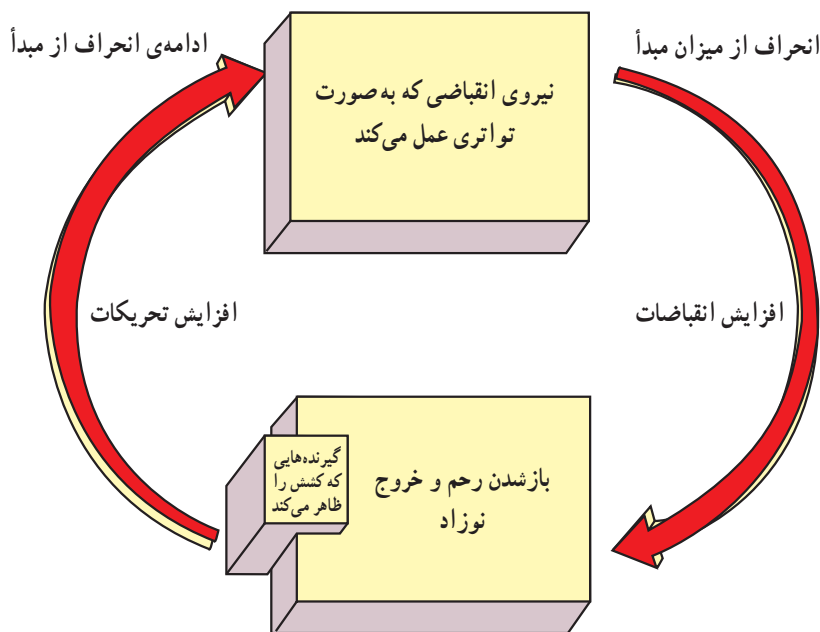 انحراف از میزان مبدأ
ادامه‌ی انحراف از مبدأ
نیروی انقباضی که به‌صورت
تواتری عمل می‌کند
افزایش انقباضات
افزایش تحریکات
بازشدن رحم و خروج
نوزاد
گیرنده‌هایی
که کشش را
ظاهر می‌کند